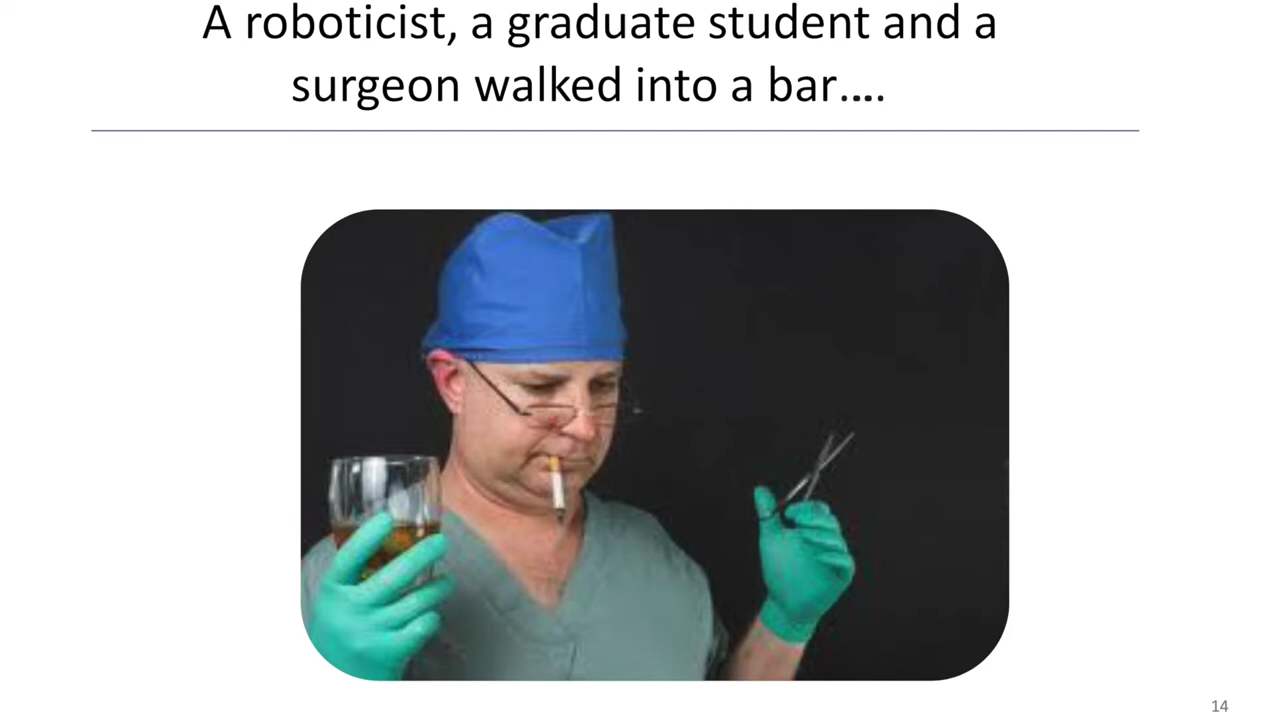 A roboticist, a graduate student and a
surgeon walked into a bar….
14